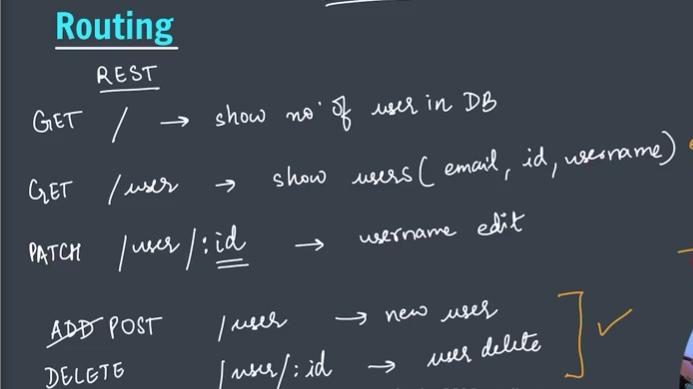 Routing
REST
GET / → show no. of user in DB
GET /user → show users( email, id, username)
PATCH /user/:id → username edit
ADD POST /user → new user
DELETE /user/:id → user delete